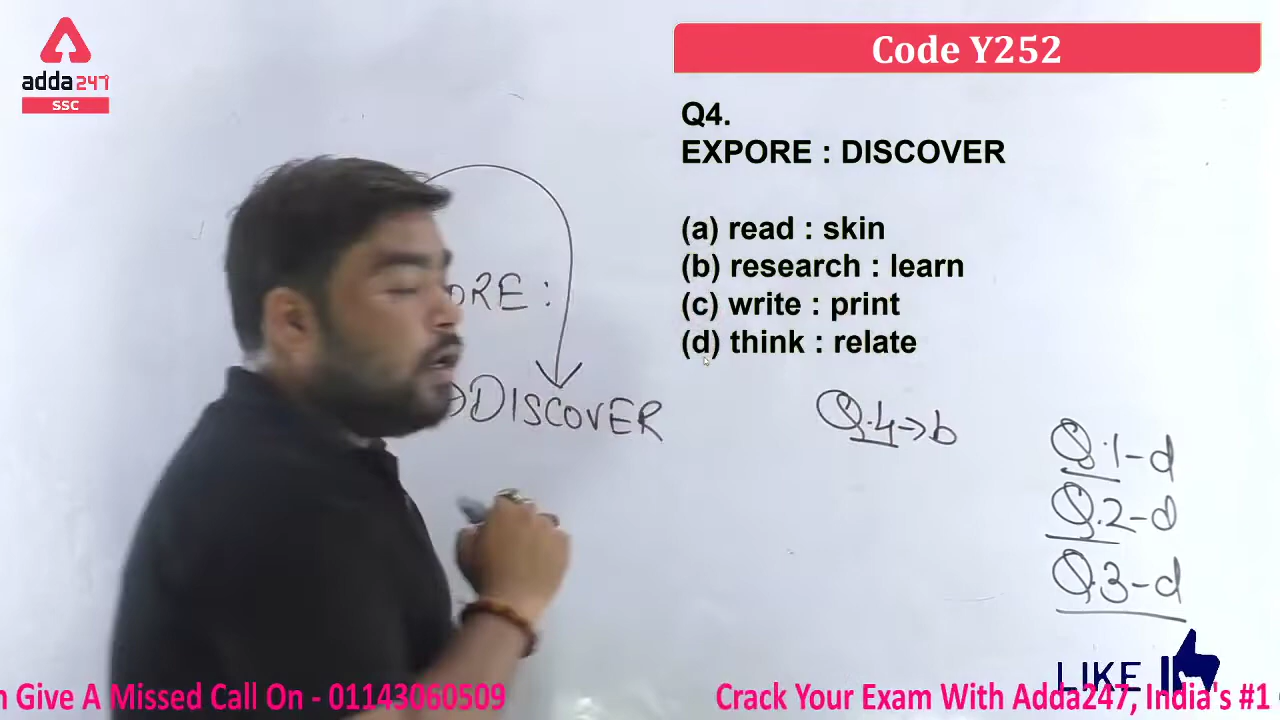 adda247
SSC
Code Y252
Q4.
EXPORE : DISCOVER
(a) read : skin
(b) research : learn
(c) write : print
(d) think : relate
ORE :
DISCOVER
Q.4→b
Q.1-d
Q.2-d
Q.3-d
LIKE
Give A Missed Call On - 01143060509
Crack Your Exam With Adda247, India's #1